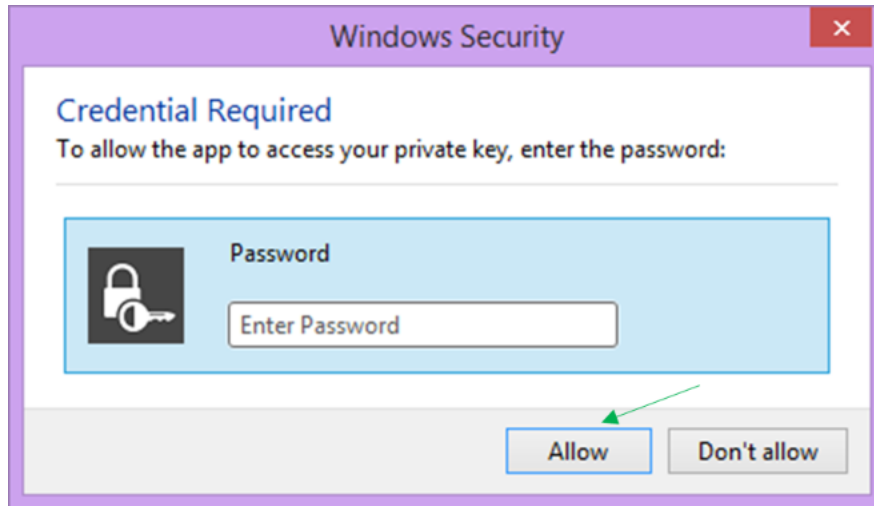 Windows Security
Credential Required
To allow the app to access your private key, enter the password:
Password
Enter Password
Allow
Don't allow